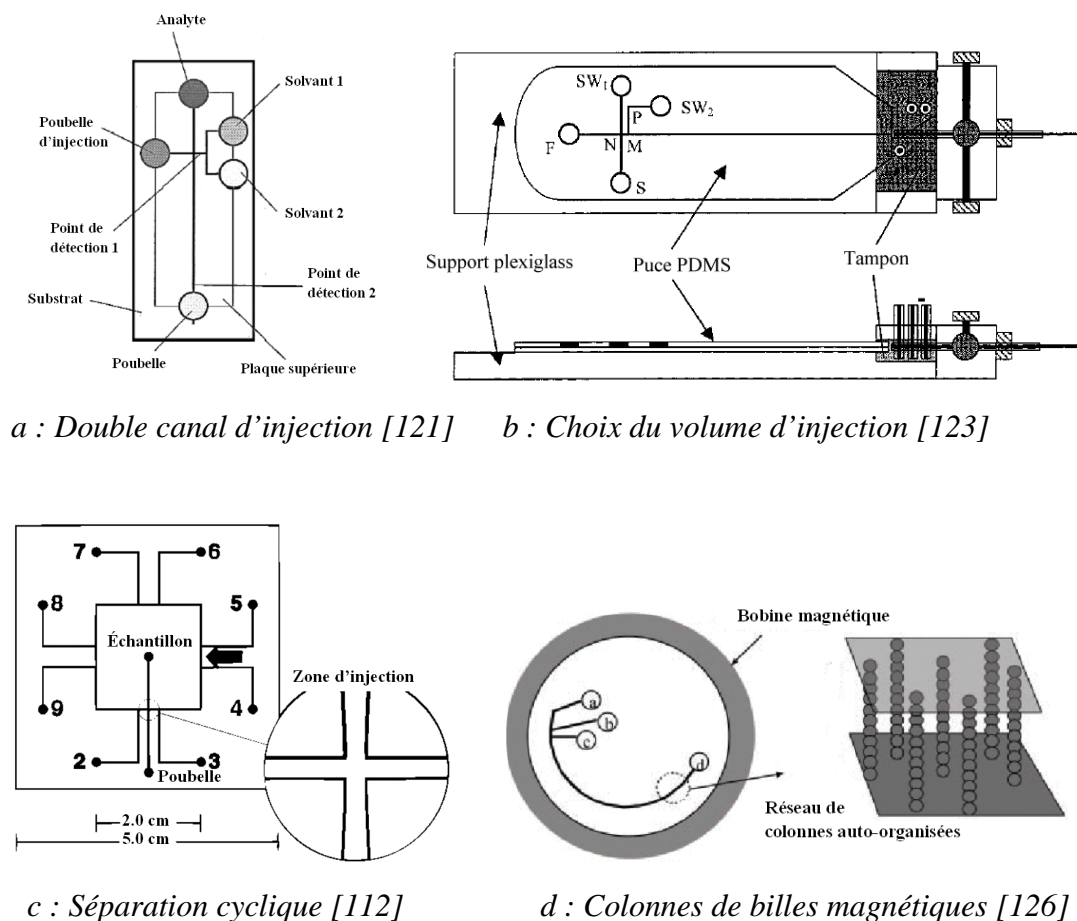 Analyte
Solvant 1
Poubelle
d'injection
Solvant 2
Point de
détection 1
Point de
détection 2
Substrat
Poubelle
Plaque supérieure
SW1
SW2
P
F
N
M
S
Support plexiglass
Puce PDMS
Tampon
a : Double canal d'injection [121]
b : Choix du volume d'injection [123]
7
6
8
5
Échantillon
9
4
2
3
Poubelle
Zone d'injection
2.0 cm
5.0 cm
Bobine magnétique
a
b
c
d
Réseau de
colonnes auto-organisées
c : Séparation cyclique [112]
d : Colonnes de billes magnétiques [126]